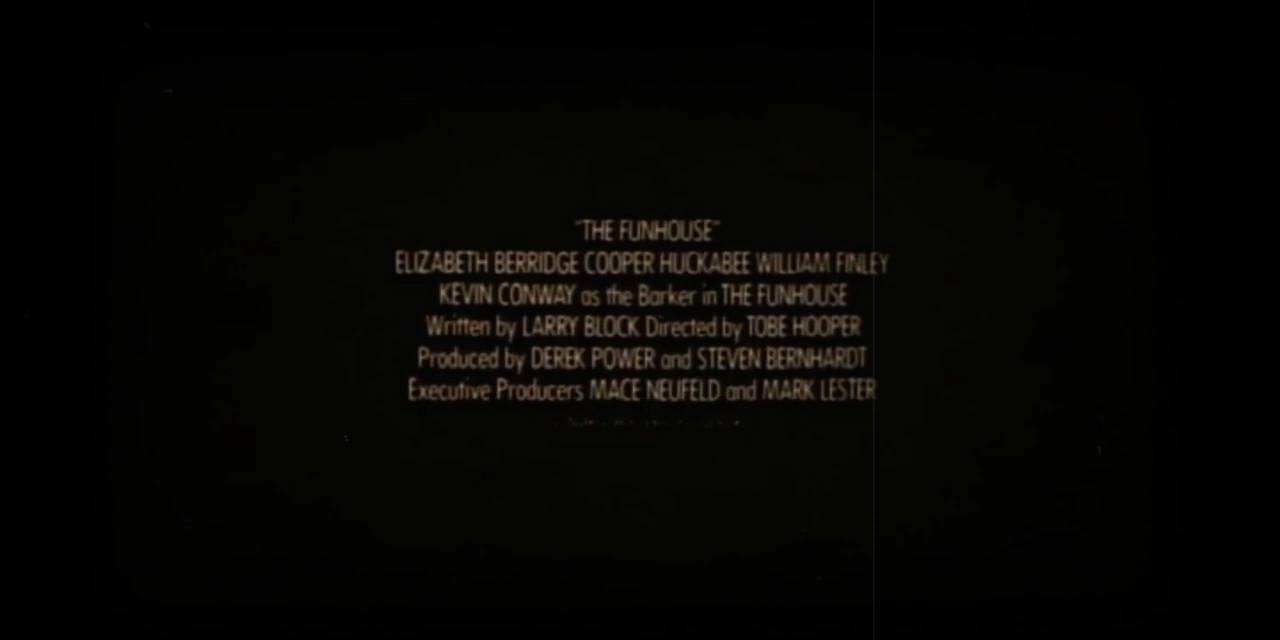 "THE FUNHOUSE"
ELIZABETH BERRIDGE COOPER HUCKABEE WILLIAM FINLEY
KEVIN CONWAY as the Barker in THE FUNHOUSE
Written by LARRY BLOCK Directed by TOBE HOOPER
Produced by DEREK POWER and STEVEN BERNHARDT
Executive Producers MACE NEUFELD and MARK LESTER